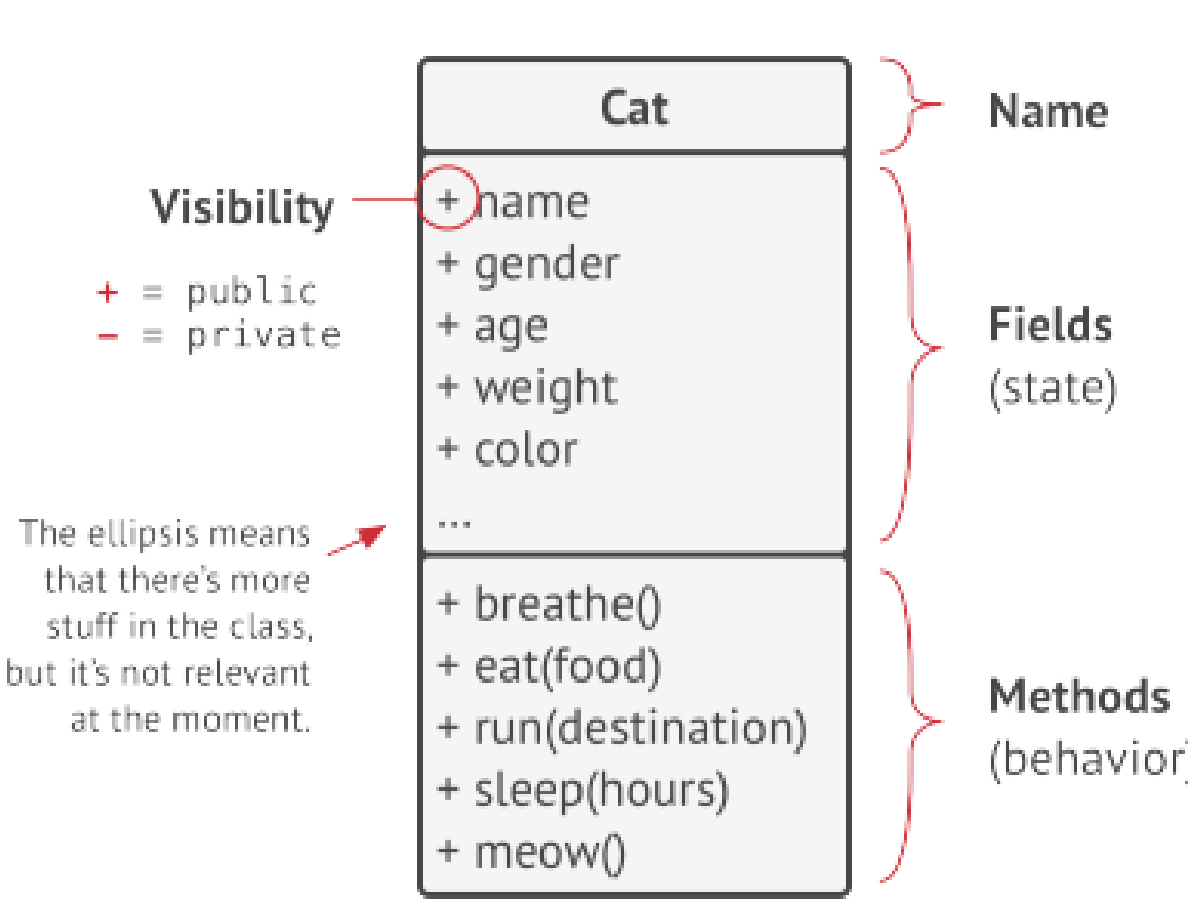 Cat
Name
Visibility
+ = public
− = private
+ name
+ gender
+ age
+ weight
+ color
...
Fields
(state)
The ellipsis means
that there's more
stuff in the class,
but it's not relevant
at the moment.
+ breathe()
+ eat(food)
+ run(destination)
+ sleep(hours)
+ meow()
Methods
(behavior)